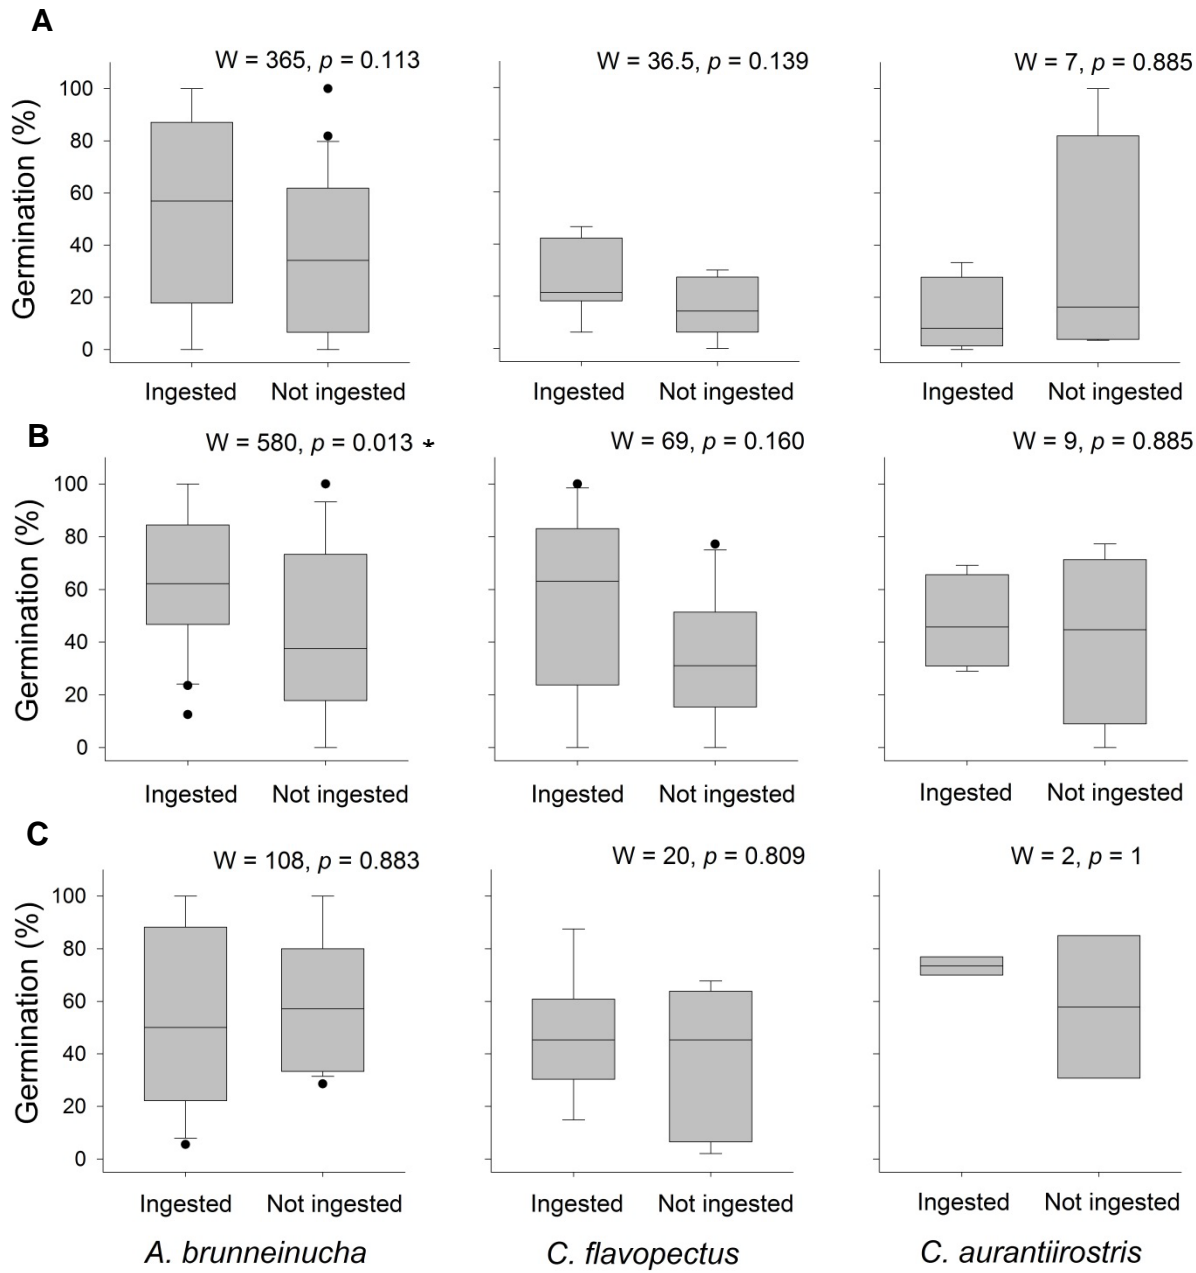 A
W = 365, p = 0.113
W = 36.5, p = 0.139
W = 7, p = 0.885
Germination (%)
100
80
60
40
20
0
Ingested Not ingested
Ingested Not ingested
Ingested Not ingested
B
W = 580, p = 0.013 *
W = 69, p = 0.160
W = 9, p = 0.885
Germination (%)
100
80
60
40
20
0
Ingested Not ingested
Ingested Not ingested
Ingested Not ingested
C
W = 108, p = 0.883
W = 20, p = 0.809
W = 2, p = 1
Germination (%)
100
80
60
40
20
0
Ingested Not ingested
Ingested Not ingested
Ingested Not ingested
A. brunneinucha
C. flavopectus
C. aurantiirostris